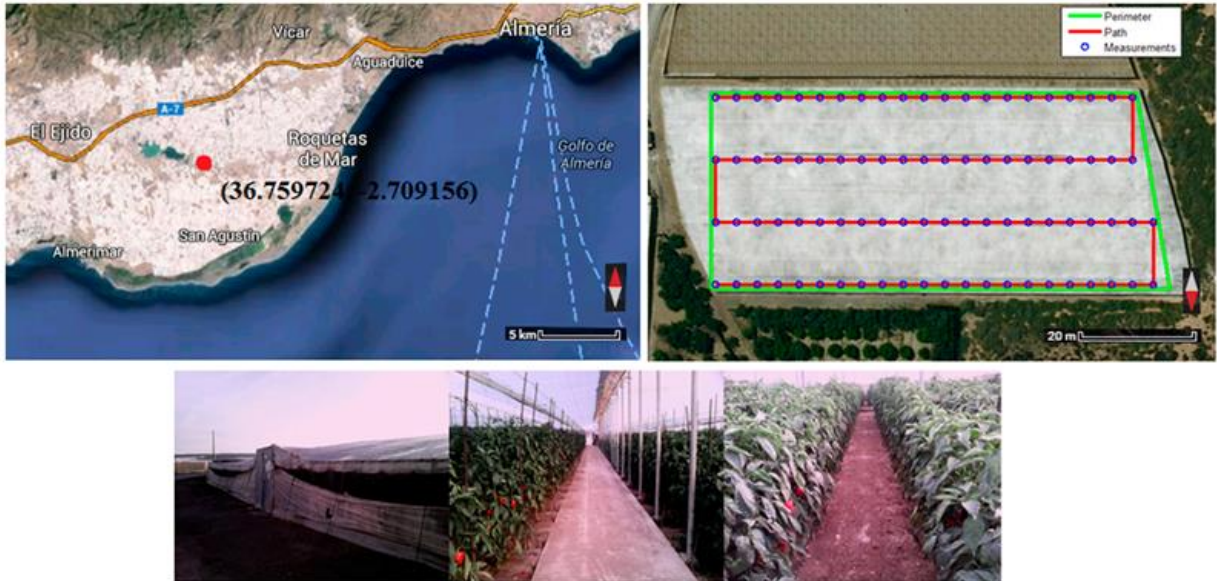 Vicar
Almería
Aguadulce
A-7
El Ejido
Roquetas
de Mar
Golfo de
Almería
(36.759724, -2.709156)
San Agustín
Almerimar
5 km
Perimeter
Path
Measurements
20 m